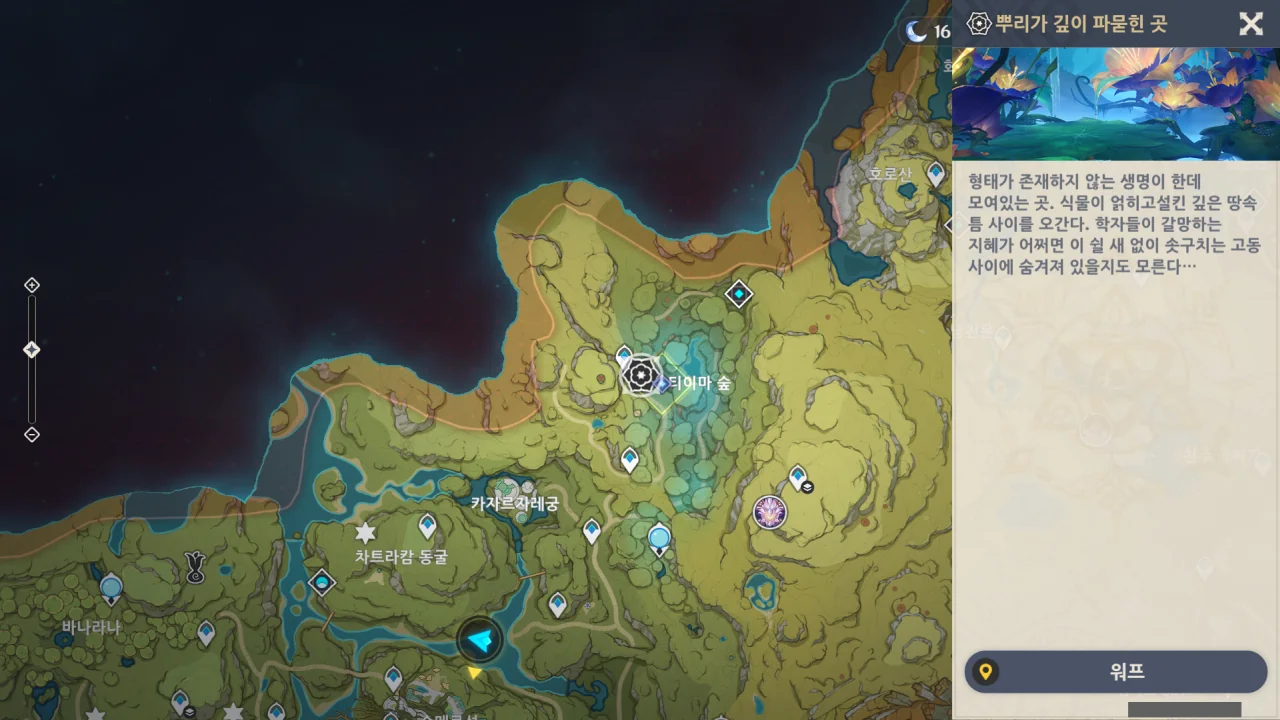 16
뿌리가 깊이 파묻힌 곳
형태가 존재하지 않는 생명이 한데
모여있는 곳. 식물이 얽히고설킨 깊은 땅속
틈 사이를 오간다. 학자들이 갈망하는
지혜가 어쩌면 이 쉴 새 없이 솟구치는 고동
사이에 숨겨져 있을지도 모른다…
호로산
티이마 숲
카자르자레궁
차트라캄 동굴
바나라나
워프